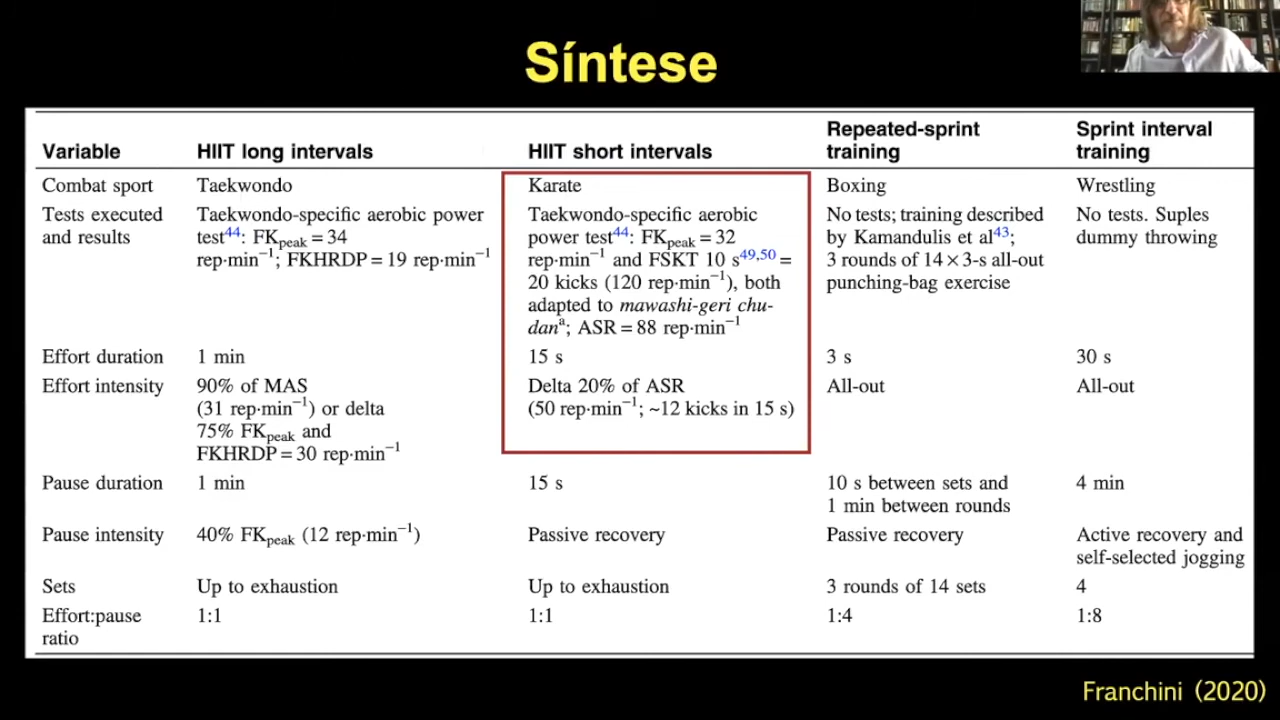 Síntese
Variable HIIT long intervals HIIT short intervals Repeated-sprint training Sprint interval training
Combat sport Taekwondo Karate Boxing Wrestling
Tests executed and results
Taekwondo-specific aerobic power
test44: FKpeak = 34
rep·min−1; FKHRDP = 19 rep·min−1
Taekwondo-specific aerobic
power test44: FKpeak = 32
rep·min−1 and FSKT 10 s49,50 =
20 kicks (120 rep·min−1), both
adapted to mawashi-geri chu-
dana; ASR = 88 rep·min−1
No tests; training described
by Kamandulis et al43;
3 rounds of 14 × 3-s all-out
punching-bag exercise
No tests. Suples
dummy throwing
Effort duration 1 min 15 s 3 s 30 s
Effort intensity
90% of MAS
(31 rep·min−1) or delta
75% FKpeak and
FKHRDP = 30 rep·min−1
Delta 20% of ASR
(50 rep·min−1; ~12 kicks in 15 s)
All-out
All-out
Pause duration 1 min 15 s
10 s between sets and
1 min between rounds
4 min
Pause intensity 40% FKpeak (12 rep·min−1) Passive recovery Passive recovery
Active recovery and
self-selected jogging
Sets Up to exhaustion Up to exhaustion 3 rounds of 14 sets 4
Effort:pause
ratio
1:1 1:1 1:4 1:8
Franchini (2020)